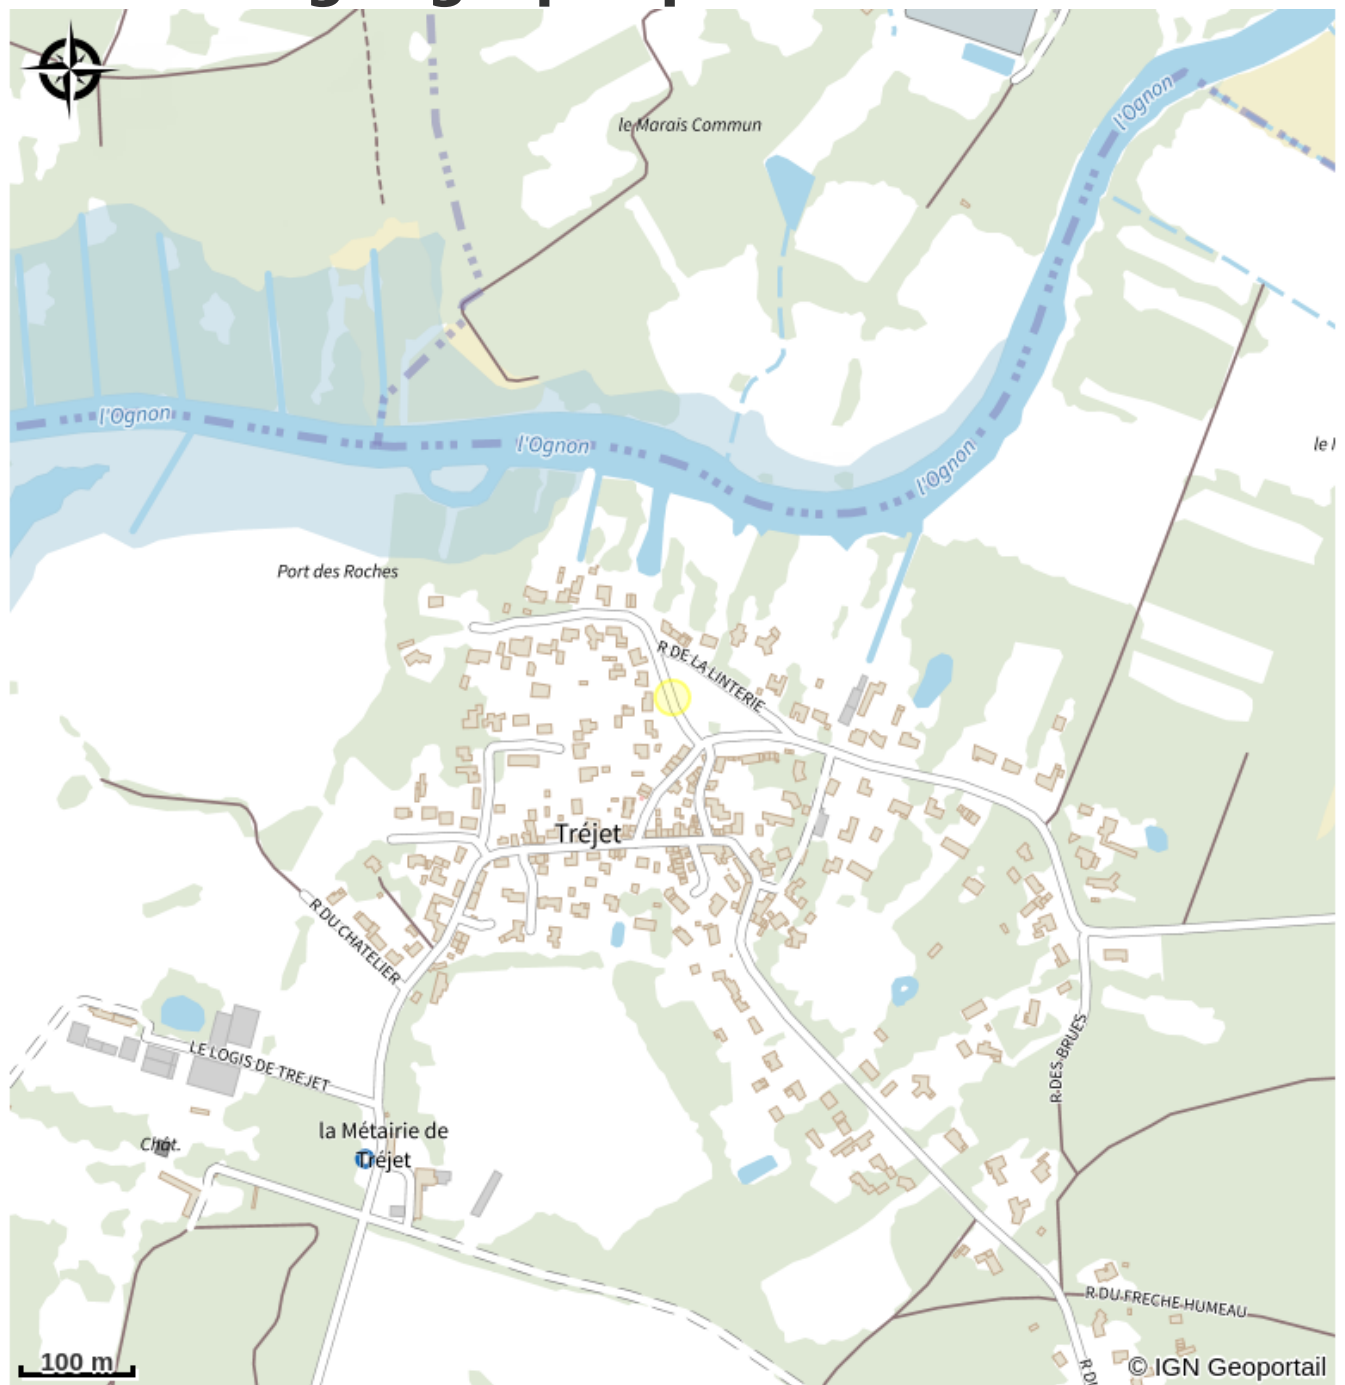 l'Ognon
le Marais Commun
l'Ognon
l'Ognon
l'Ognon
Port des Roches
R DE LA LINTERIE
Tréjet
R DU CHATELIER
LE LOGIS DE TREJET
R DES BRUES
la Métairie de
Tréjet
Chât.
R DU FRECHE HUMEAU
100 m
© IGN Geoportail